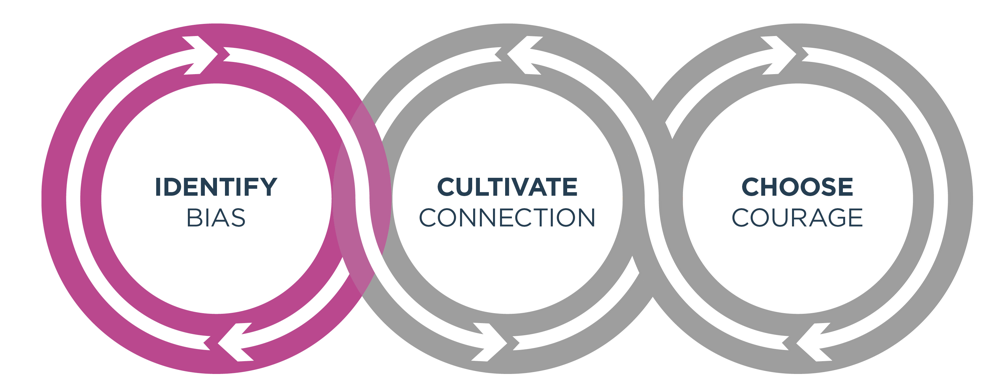 IDENTIFY
BIAS
CULTIVATE
CONNECTION
CHOOSE
COURAGE